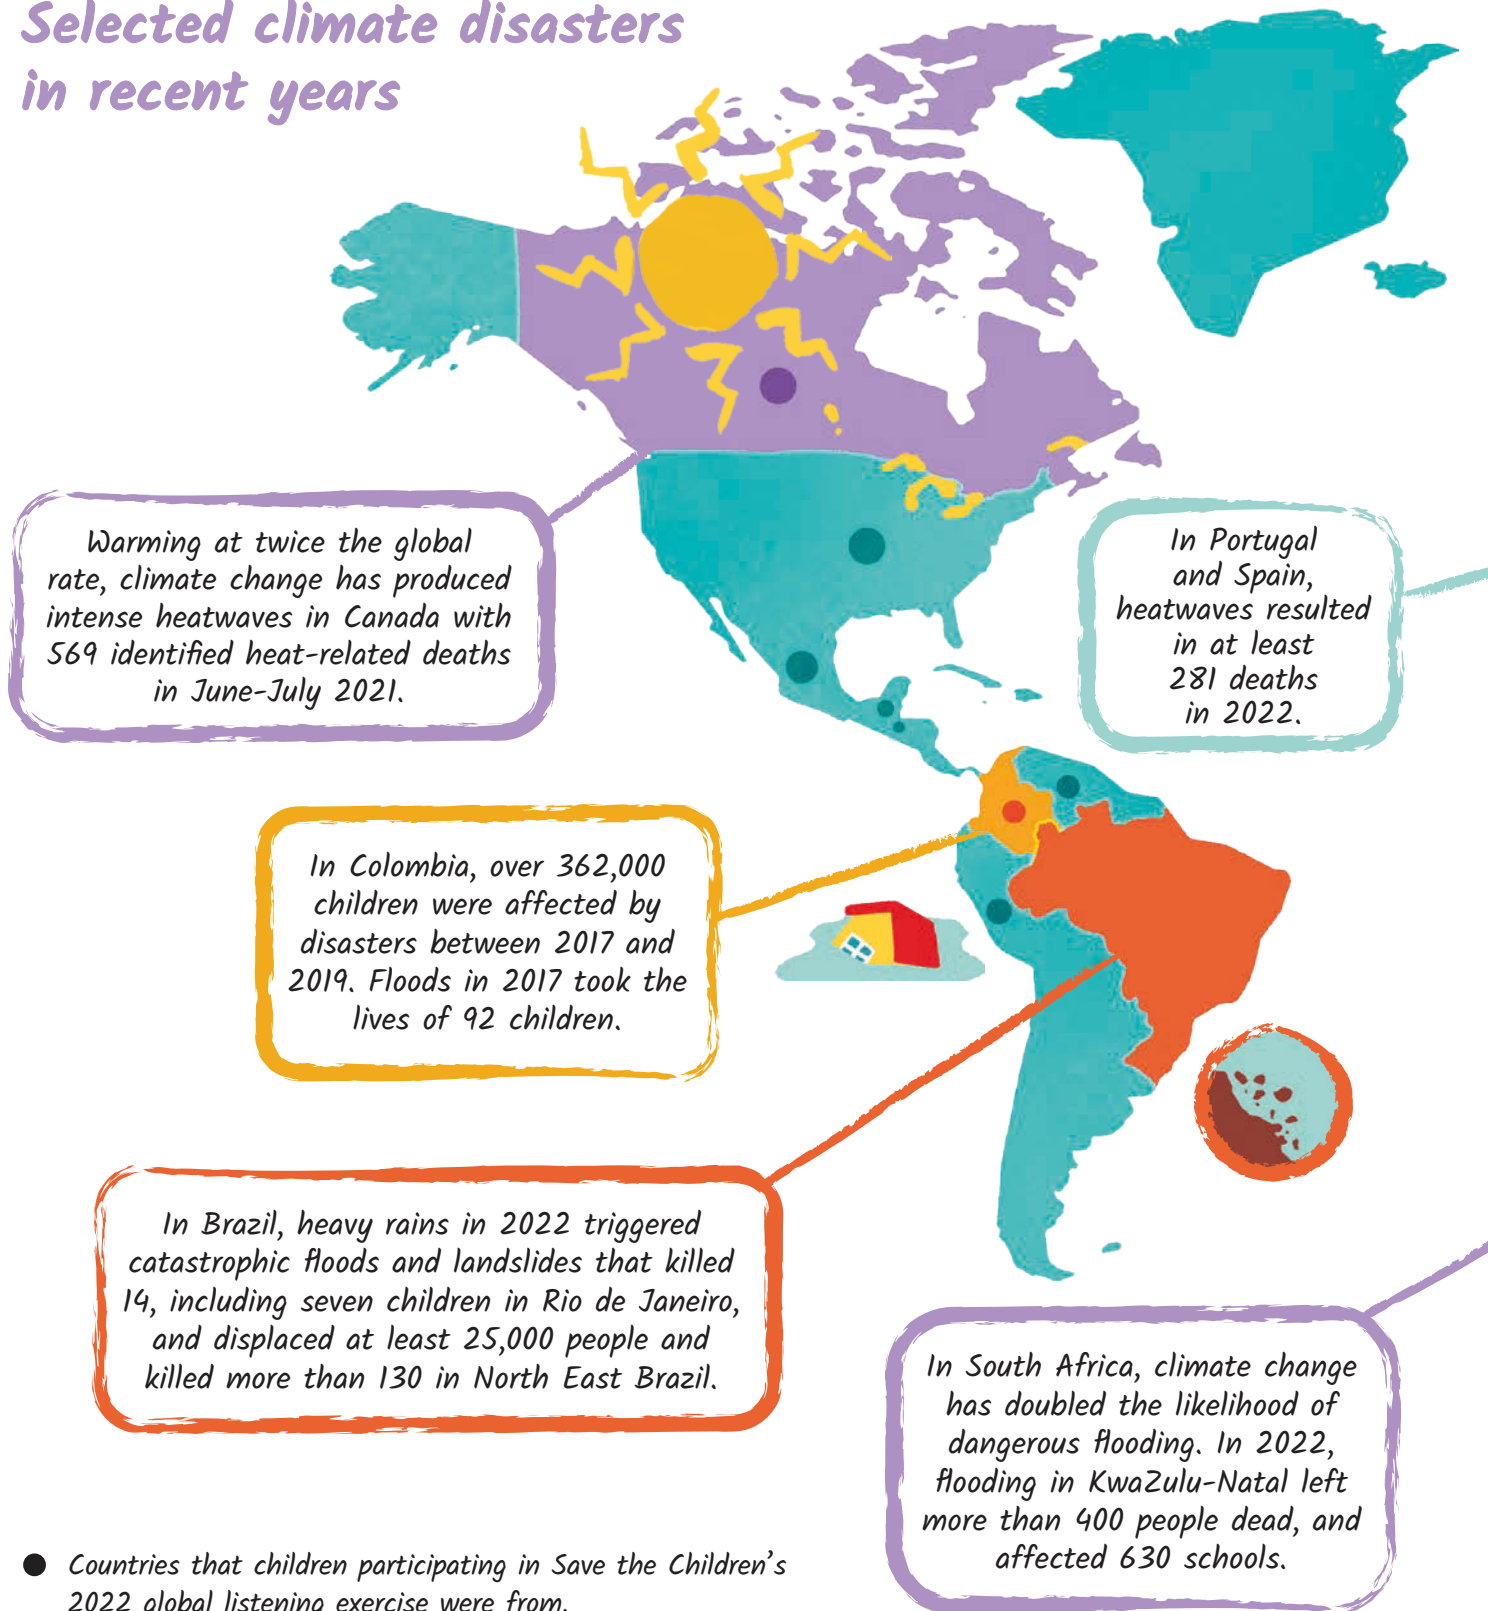 Selected climate disasters
in recent years
Warming at twice the global
rate, climate change has produced
intense heatwaves in Canada with
569 identified heat-related deaths
in June-July 2021.
In Portugal
and Spain,
heatwaves resulted
in at least
281 deaths
in 2022.
In Colombia, over 362,000
children were affected by
disasters between 2017 and
2019. Floods in 2017 took the
lives of 92 children.
In Brazil, heavy rains in 2022 triggered
catastrophic floods and landslides that killed
14, including seven children in Rio de Janeiro,
and displaced at least 25,000 people and
killed more than 130 in North East Brazil.
In South Africa, climate change
has doubled the likelihood of
dangerous flooding. In 2022,
flooding in KwaZulu-Natal left
more than 400 people dead, and
affected 630 schools.
Countries that children participating in Save the Children's
2022 global listening exercise were from.